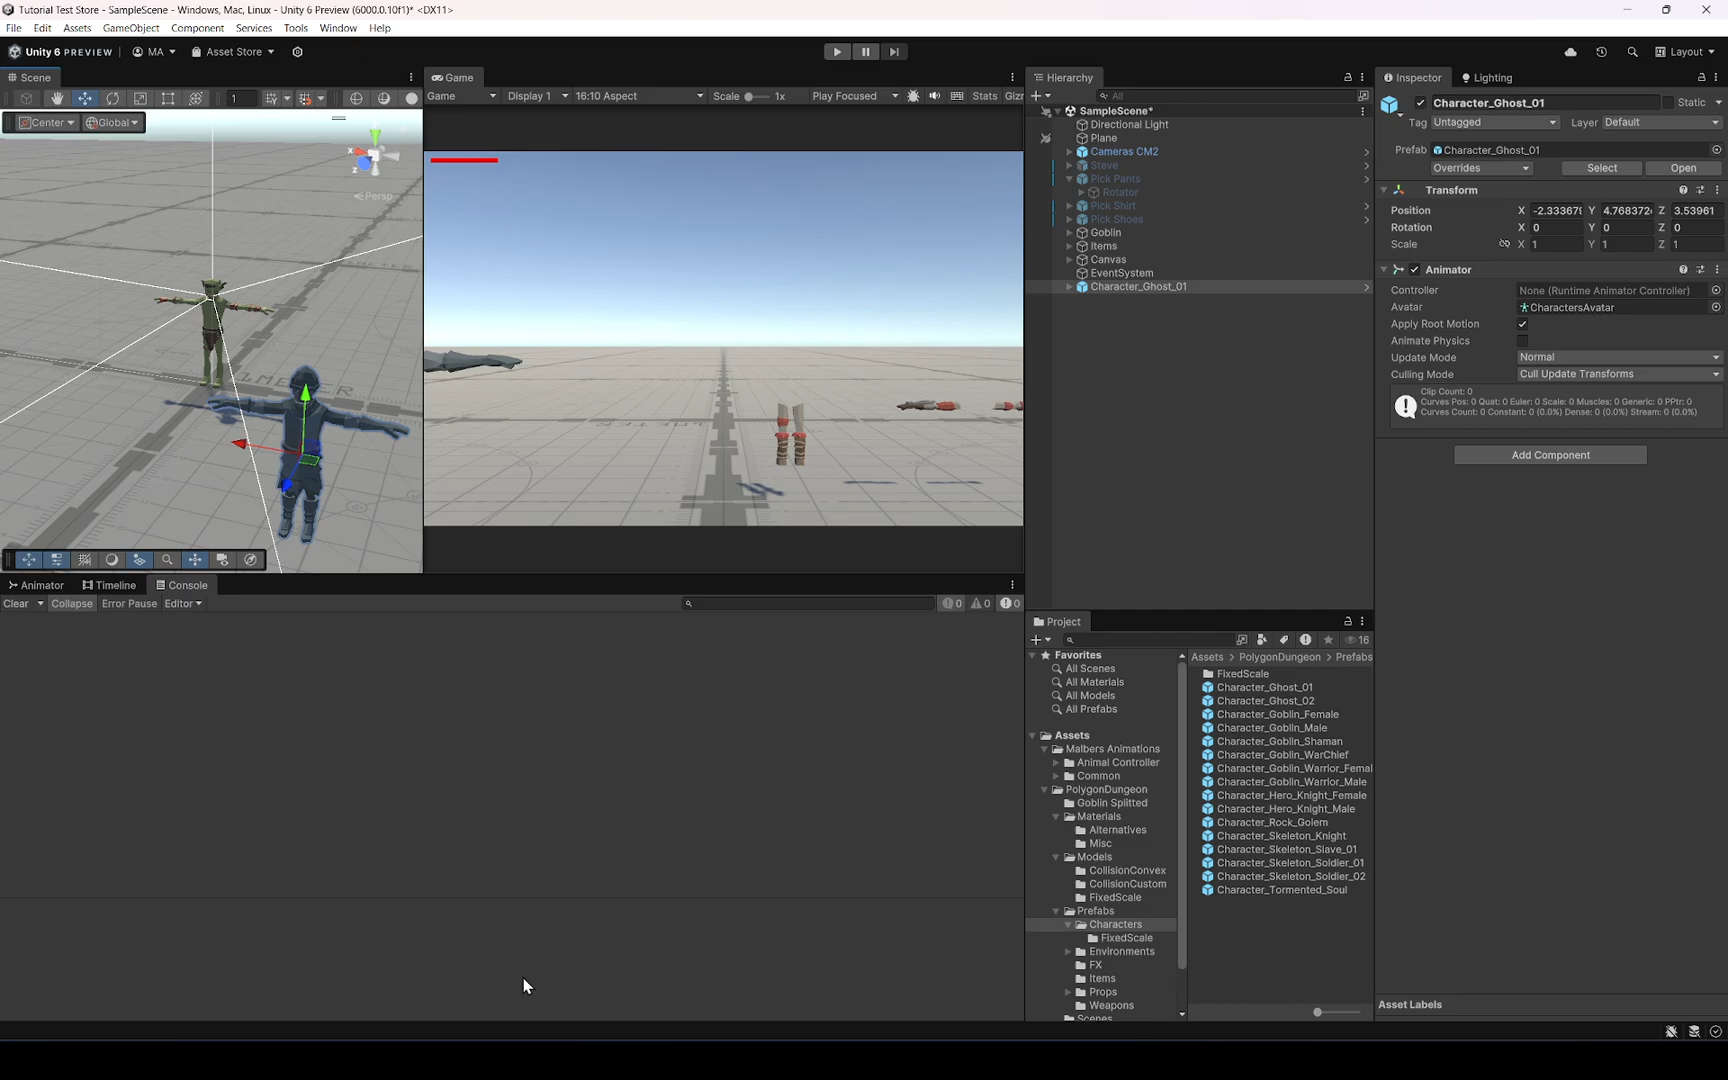 Tutorial Test Store - SampleScene - Windows, Mac, Linux - Unity 6 Preview (6000.0.10f1)* <DX11>
File Edit Assets GameObject Component Services Tools Window Help
Unity 6 PREVIEW MA Asset Store Layout
Scene
1
Center Global
y
x
z
Persp
Game
Game Display 1 16:10 Aspect Scale 1x Play Focused Stats Giz
Hierarchy
All
SampleScene*
Directional Light
Plane
Cameras CM2
Steve
Pick Pants
Rotator
Pick Shirt
Pick Shoes
Goblin
Items
Canvas
EventSystem
Character_Ghost_01
Inspector Lighting
Character_Ghost_01 Static
Tag Untagged Layer Default
Prefab Character_Ghost_01
Overrides Select Open
Transform
Position X -2.33367 Y 4.768372 Z 3.53961
Rotation X 0 Y 0 Z 0
Scale X 1 Y 1 Z 1
Animator
Controller None (Runtime Animator Controller)
Avatar CharactersAvatar
Apply Root Motion
Animate Physics
Update Mode Normal
Culling Mode Cull Update Transforms
Clip Count: 0
Curves Pos: 0 Quat: 0 Euler: 0 Scale: 0 Muscles: 0 Generic: 0 PPtr: 0
Curves Count: 0 Constant: 0 (0.0%) Dense: 0 (0.0%) Stream: 0 (0.0%)
Add Component
Asset Labels
Animator Timeline Console
Clear Collapse Error Pause Editor 0 0 0
Project
16
Favorites
All Scenes
All Materials
All Models
All Prefabs
Assets
Malbers Animations
Animal Controller
Common
PolygonDungeon
Goblin Splitted
Materials
Alternatives
Misc
Models
CollisionConvex
CollisionCustom
FixedScale
Prefabs
Characters
FixedScale
Environments
FX
Items
Props
Weapons
Scenes
Assets > PolygonDungeon > Prefabs
FixedScale
Character_Ghost_01
Character_Ghost_02
Character_Goblin_Female
Character_Goblin_Male
Character_Goblin_Shaman
Character_Goblin_WarChief
Character_Goblin_Warrior_Femal
Character_Goblin_Warrior_Male
Character_Hero_Knight_Female
Character_Hero_Knight_Male
Character_Rock_Golem
Character_Skeleton_Knight
Character_Skeleton_Slave_01
Character_Skeleton_Soldier_01
Character_Skeleton_Soldier_02
Character_Tormented_Soul